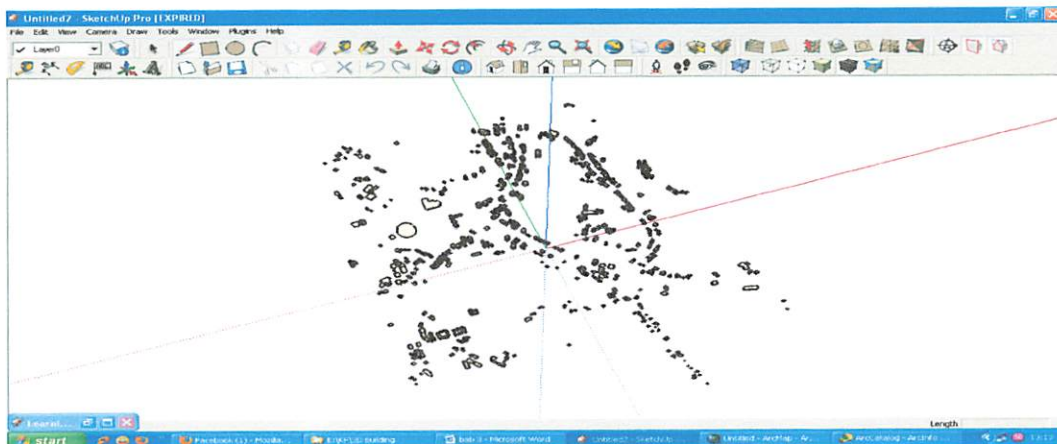 Untitled2 - SketchUp Pro [EXPIRED]
File Edit View Camera Draw Tools Window Plugins Help
Layer0
Length
Learni...
start
Facebook (1) - Mozilla...
bab 3 - Microsoft Word
Untitled2 - SketchUp
Untitled - ArcMap - Ar...
ArcCatalog - ArcInfo